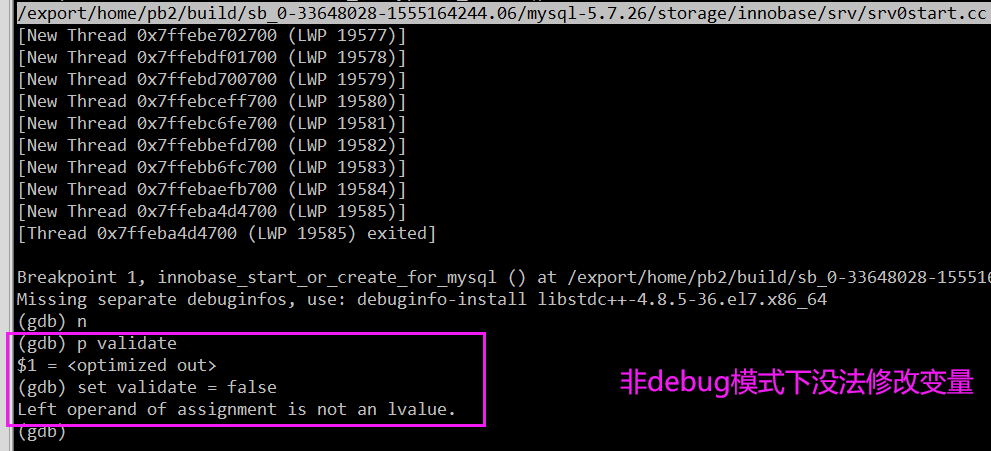 /export/home/pb2/build/sb_0-33648028-1555164244.06/mysql-5.7.26/storage/innobase/srv/srv0start.cc
[New Thread 0x7ffebe702700 (LWP 19577)]
[New Thread 0x7ffebdf01700 (LWP 19578)]
[New Thread 0x7ffebd700700 (LWP 19579)]
[New Thread 0x7ffebceff700 (LWP 19580)]
[New Thread 0x7ffebc6fe700 (LWP 19581)]
[New Thread 0x7ffebbefd700 (LWP 19582)]
[New Thread 0x7ffebb6fc700 (LWP 19583)]
[New Thread 0x7ffebaefb700 (LWP 19584)]
[New Thread 0x7ffeba4d4700 (LWP 19585)]
[Thread 0x7ffeba4d4700 (LWP 19585) exited]
Breakpoint 1, innobase_start_or_create_for_mysql () at /export/home/pb2/build/sb_0-33648028-155516
Missing separate debuginfos, use: debuginfo-install libstdc++-4.8.5-36.el7.x86_64
(gdb) n
(gdb) p validate
$1 = <optimized out>
(gdb) set validate = false
Left operand of assignment is not an lvalue.
(gdb)
非debug模式下没法修改变量